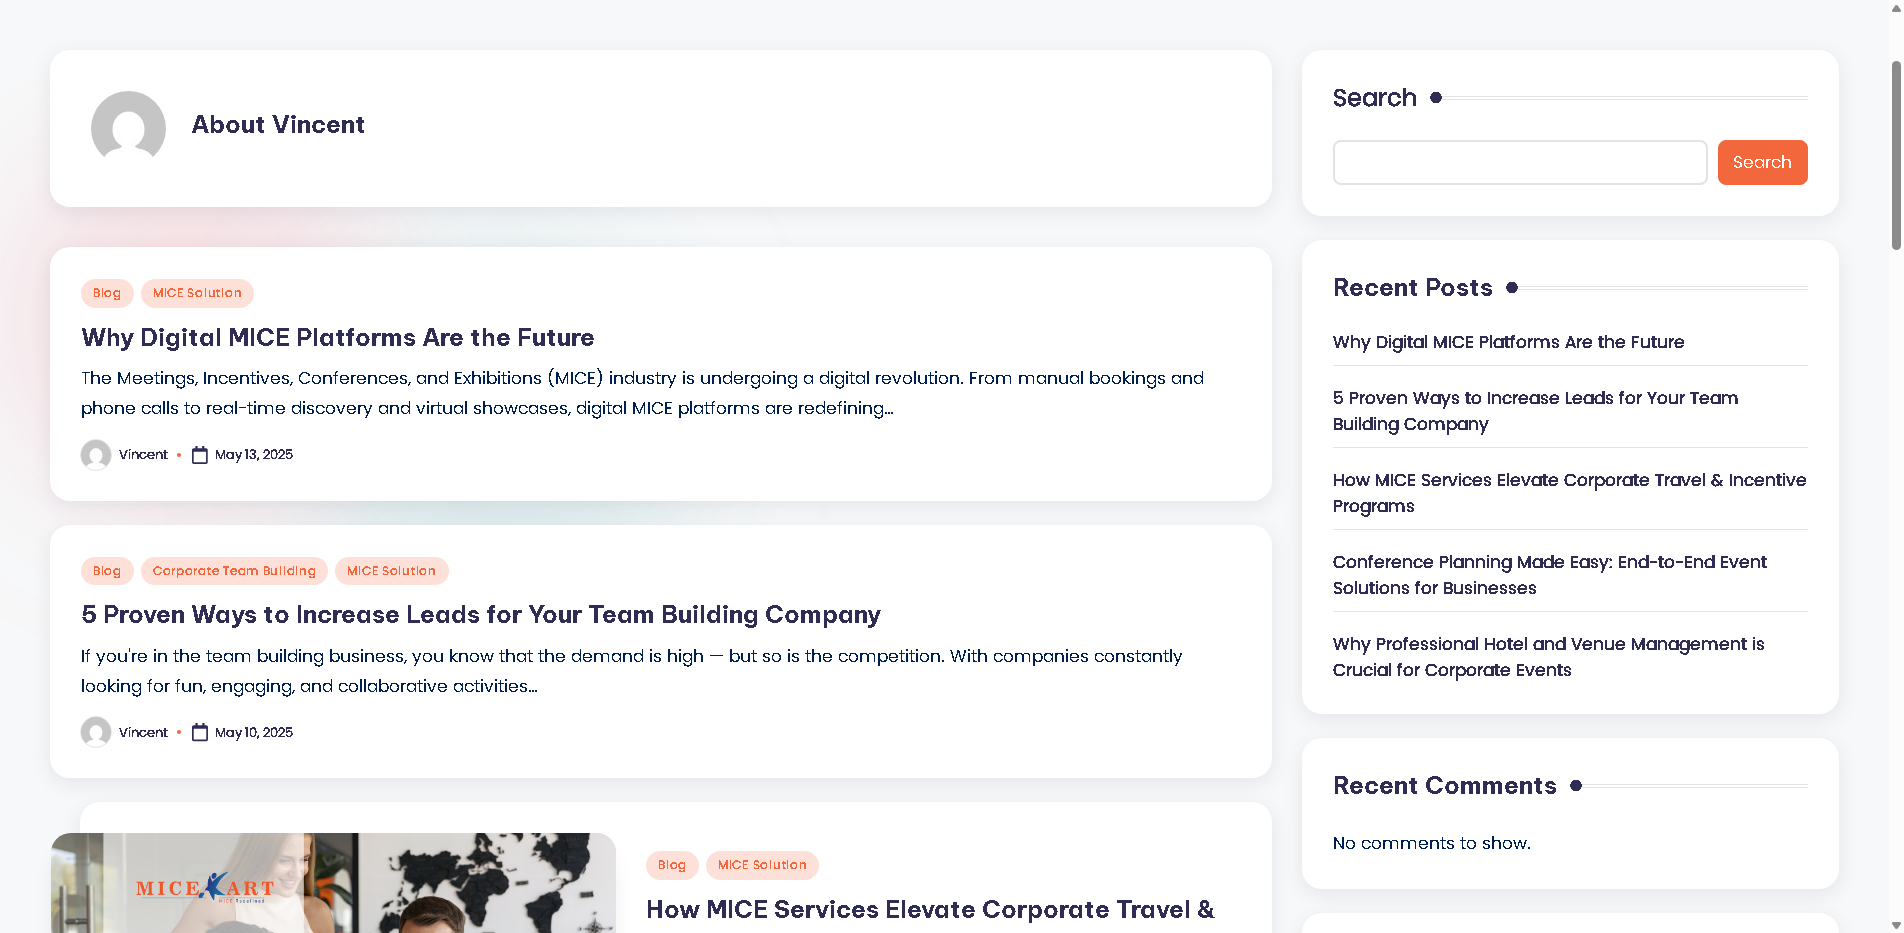 About Vincent
Blog
MICE Solution
Why Digital MICE Platforms Are the Future
The Meetings, Incentives, Conferences, and Exhibitions (MICE) industry is undergoing a digital revolution. From manual bookings and
phone calls to real-time discovery and virtual showcases, digital MICE platforms are redefining…
Vincent • May 13, 2025
Blog
Corporate Team Building
MICE Solution
5 Proven Ways to Increase Leads for Your Team Building Company
If you're in the team building business, you know that the demand is high — but so is the competition. With companies constantly
looking for fun, engaging, and collaborative activities…
Vincent • May 10, 2025
MICE KART
MICE Redefined
Blog
MICE Solution
How MICE Services Elevate Corporate Travel &
Search
Search
Recent Posts
Why Digital MICE Platforms Are the Future
5 Proven Ways to Increase Leads for Your Team
Building Company
How MICE Services Elevate Corporate Travel & Incentive
Programs
Conference Planning Made Easy: End-to-End Event
Solutions for Businesses
Why Professional Hotel and Venue Management is
Crucial for Corporate Events
Recent Comments
No comments to show.